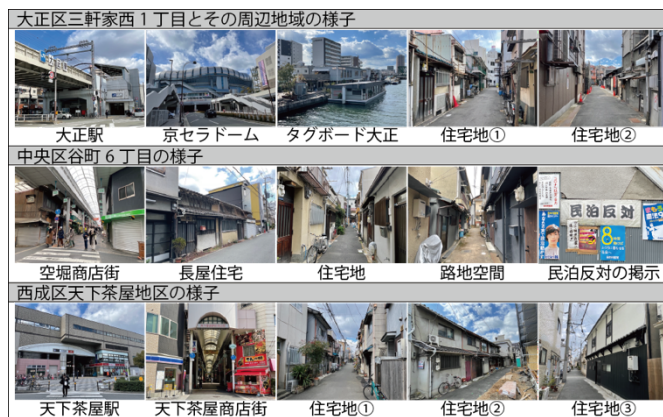 大正区三軒家西1丁目とその周辺地域の様子
大正駅
京セラドーム
タグボード大正
住宅地①
住宅地②
中央区谷町6丁目の様子
空堀商店街
長屋住宅
住宅地
路地空間
民泊反対の掲示
民泊反対
西成区天下茶屋地区の様子
天下茶屋駅
天下茶屋商店街
住宅地①
住宅地②
住宅地③